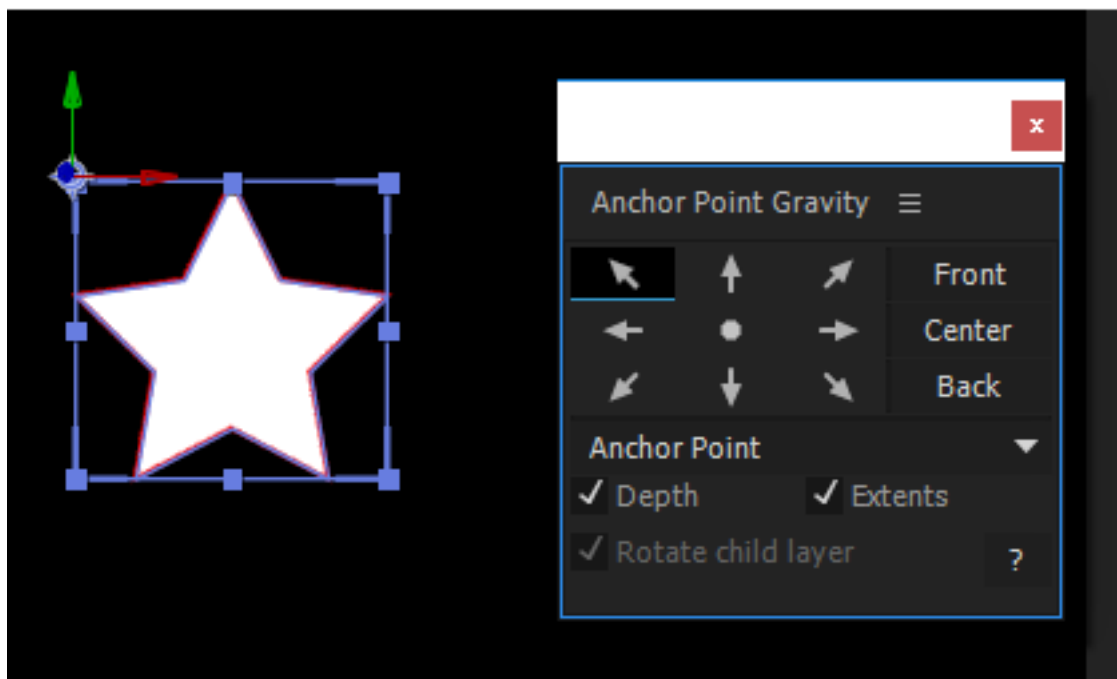 x
Anchor Point Gravity
Front
Center
Back
Anchor Point
Depth Extents
Rotate child layer ?